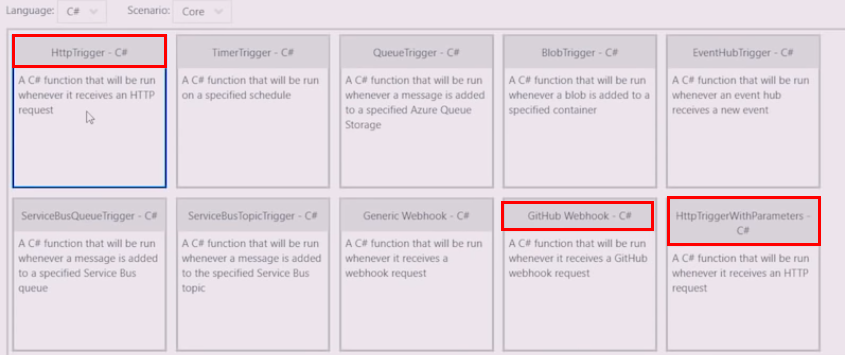 Language: C# Scenario: Core
HttpTrigger - C#
A C# function that will be run
whenever it receives an HTTP
request
TimerTrigger - C#
A C# function that will be run
on a specified schedule
QueueTrigger - C#
A C# function that will be run
whenever a message is added
to a specified Azure Queue
Storage
BlobTrigger - C#
A C# function that will be run
whenever a blob is added to a
specified container
EventHubTrigger - C#
A C# function that will be run
whenever an event hub
receives a new event
ServiceBusQueueTrigger - C#
A C# function that will be run
whenever a message is added
to a specified Service Bus
queue
ServiceBusTopicTrigger - C#
A C# function that will be run
whenever a message is added
to the specified Service Bus
topic
Generic Webhook - C#
A C# function that will be run
whenever it receives a
webhook request
GitHub Webhook - C#
A C# function that will be run
whenever it receives a GitHub
webhook request
HttpTriggerWithParameters -
C#
A C# function that will be run
whenever it receives an HTTP
request